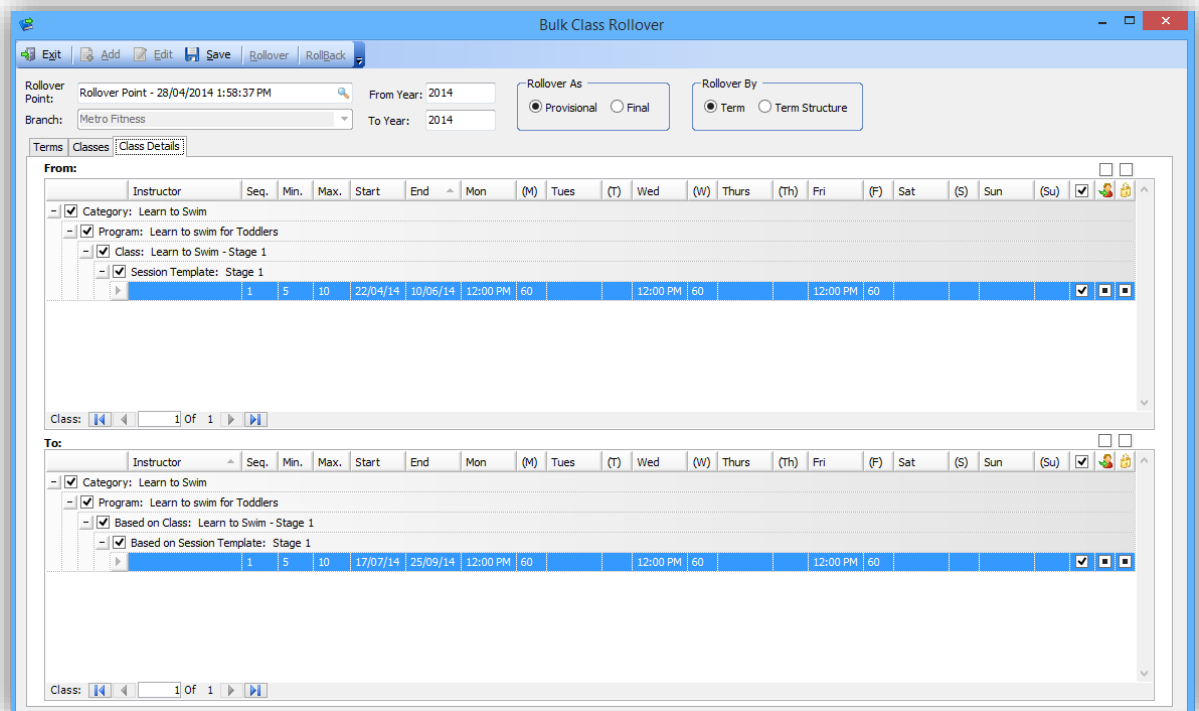 Bulk Class Rollover
Exit Add Edit Save Rollover RollBack
Rollover Point: Rollover Point - 28/04/2014 1:58:37 PM From Year: 2014 Rollover As Provisional Final Rollover By Term Term Structure
Branch: Metro Fitness To Year: 2014
Terms Classes Class Details
From:
Instructor Seq. Min. Max. Start End Mon (M) Tues (T) Wed (W) Thurs (Th) Fri (F) Sat (S) Sun (Su)
Category: Learn to Swim
Program: Learn to swim for Toddlers
Class: Learn to Swim - Stage 1
Session Template: Stage 1
1 5 10 22/04/14 10/06/14 12:00 PM 60 12:00 PM 60 12:00 PM 60
Class: 1 Of 1
To:
Instructor Seq. Min. Max. Start End Mon (M) Tues (T) Wed (W) Thurs (Th) Fri (F) Sat (S) Sun (Su)
Category: Learn to Swim
Program: Learn to swim for Toddlers
Based on Class: Learn to Swim - Stage 1
Based on Session Template: Stage 1
1 5 10 17/07/14 25/09/14 12:00 PM 60 12:00 PM 60 12:00 PM 60
Class: 1 Of 1